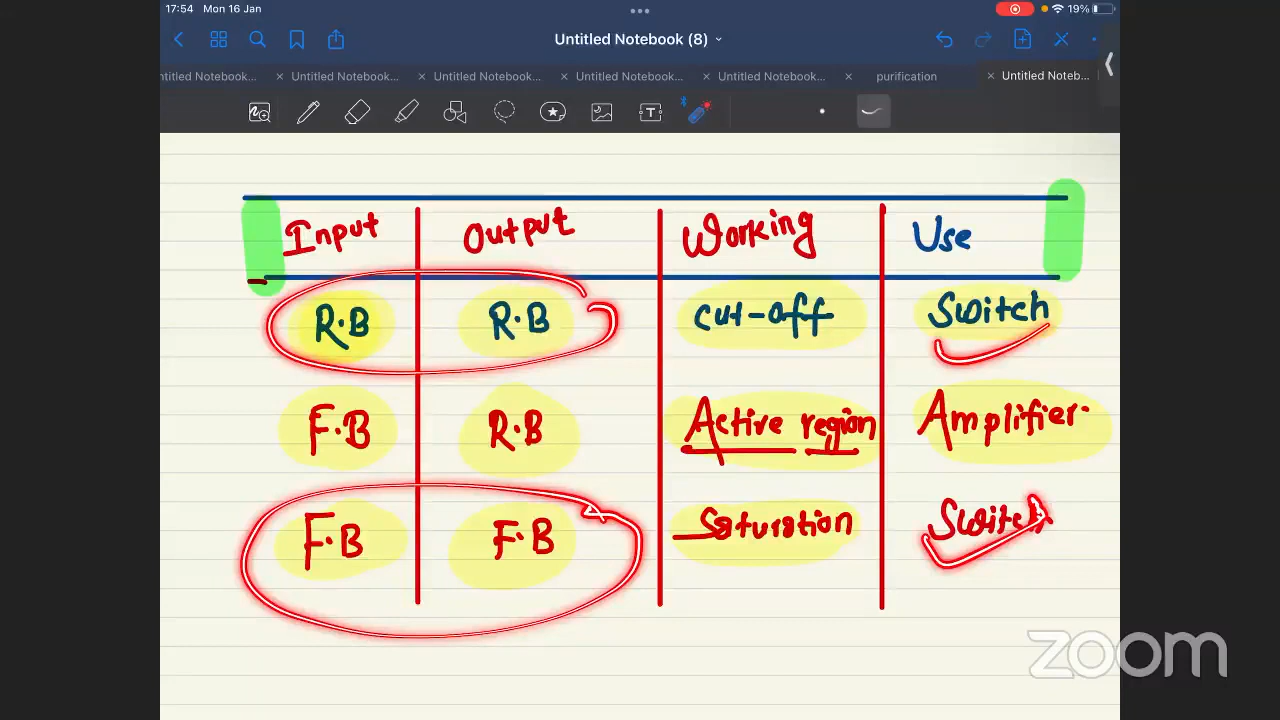 17:54 Mon 16 Jan
19%
Untitled Notebook (8)
ntitled Notebook... Untitled Notebook... Untitled Notebook... Untitled Notebook... Untitled Notebook... purification Untitled Noteb...
Input Output Working Use
R.B R.B cut-off Switch
F.B R.B Active region Amplifier
F.B F.B Saturation Switch
zoom